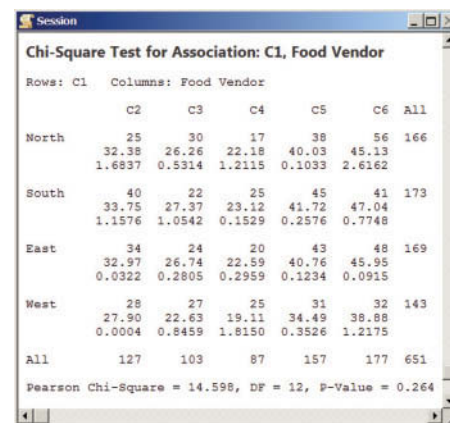 Session
Chi-Square Test for Association: C1, Food Vendor
Rows: C1 Columns: Food Vendor
C2 C3 C4 C5 C6 All
North 25 30 17 38 56 166
32.38 26.26 22.18 40.03 45.13
1.6837 0.5314 1.2115 0.1033 2.6162
South 40 22 25 45 41 173
33.75 27.37 23.12 41.72 47.04
1.1576 1.0542 0.1529 0.2576 0.7748
East 34 24 20 43 48 169
32.97 26.74 22.59 40.76 45.95
0.0322 0.2805 0.2959 0.1234 0.0915
West 28 27 25 31 32 143
27.90 22.63 19.11 34.49 38.88
0.0004 0.8459 1.8150 0.3526 1.2175
All 127 103 87 157 177 651
Pearson Chi-Square = 14.598, DF = 12, P-Value = 0.264